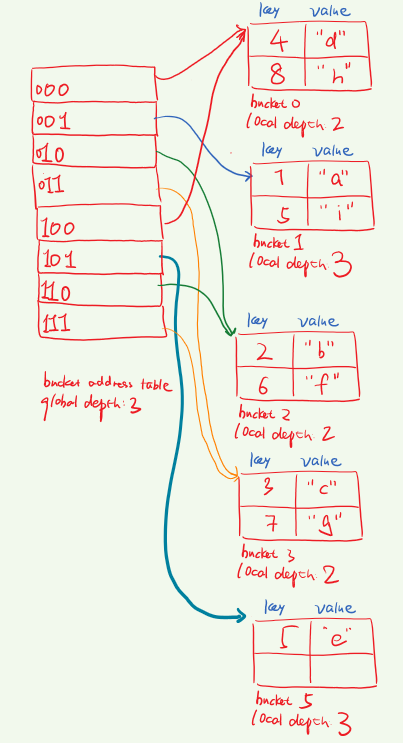 000
001
010
011
100
101
110
111
bucket address table
global depth: 3
key value
4 "d"
8 "h"
bucket 0
local depth: 2
key value
1 "a"
5 "i"
bucket 1
local depth: 3
key value
2 "b"
6 "f"
bucket 2
local depth: 2
key value
3 "c"
7 "g"
bucket 3
local depth: 2
key value
5 "e"
bucket 5
local depth: 3